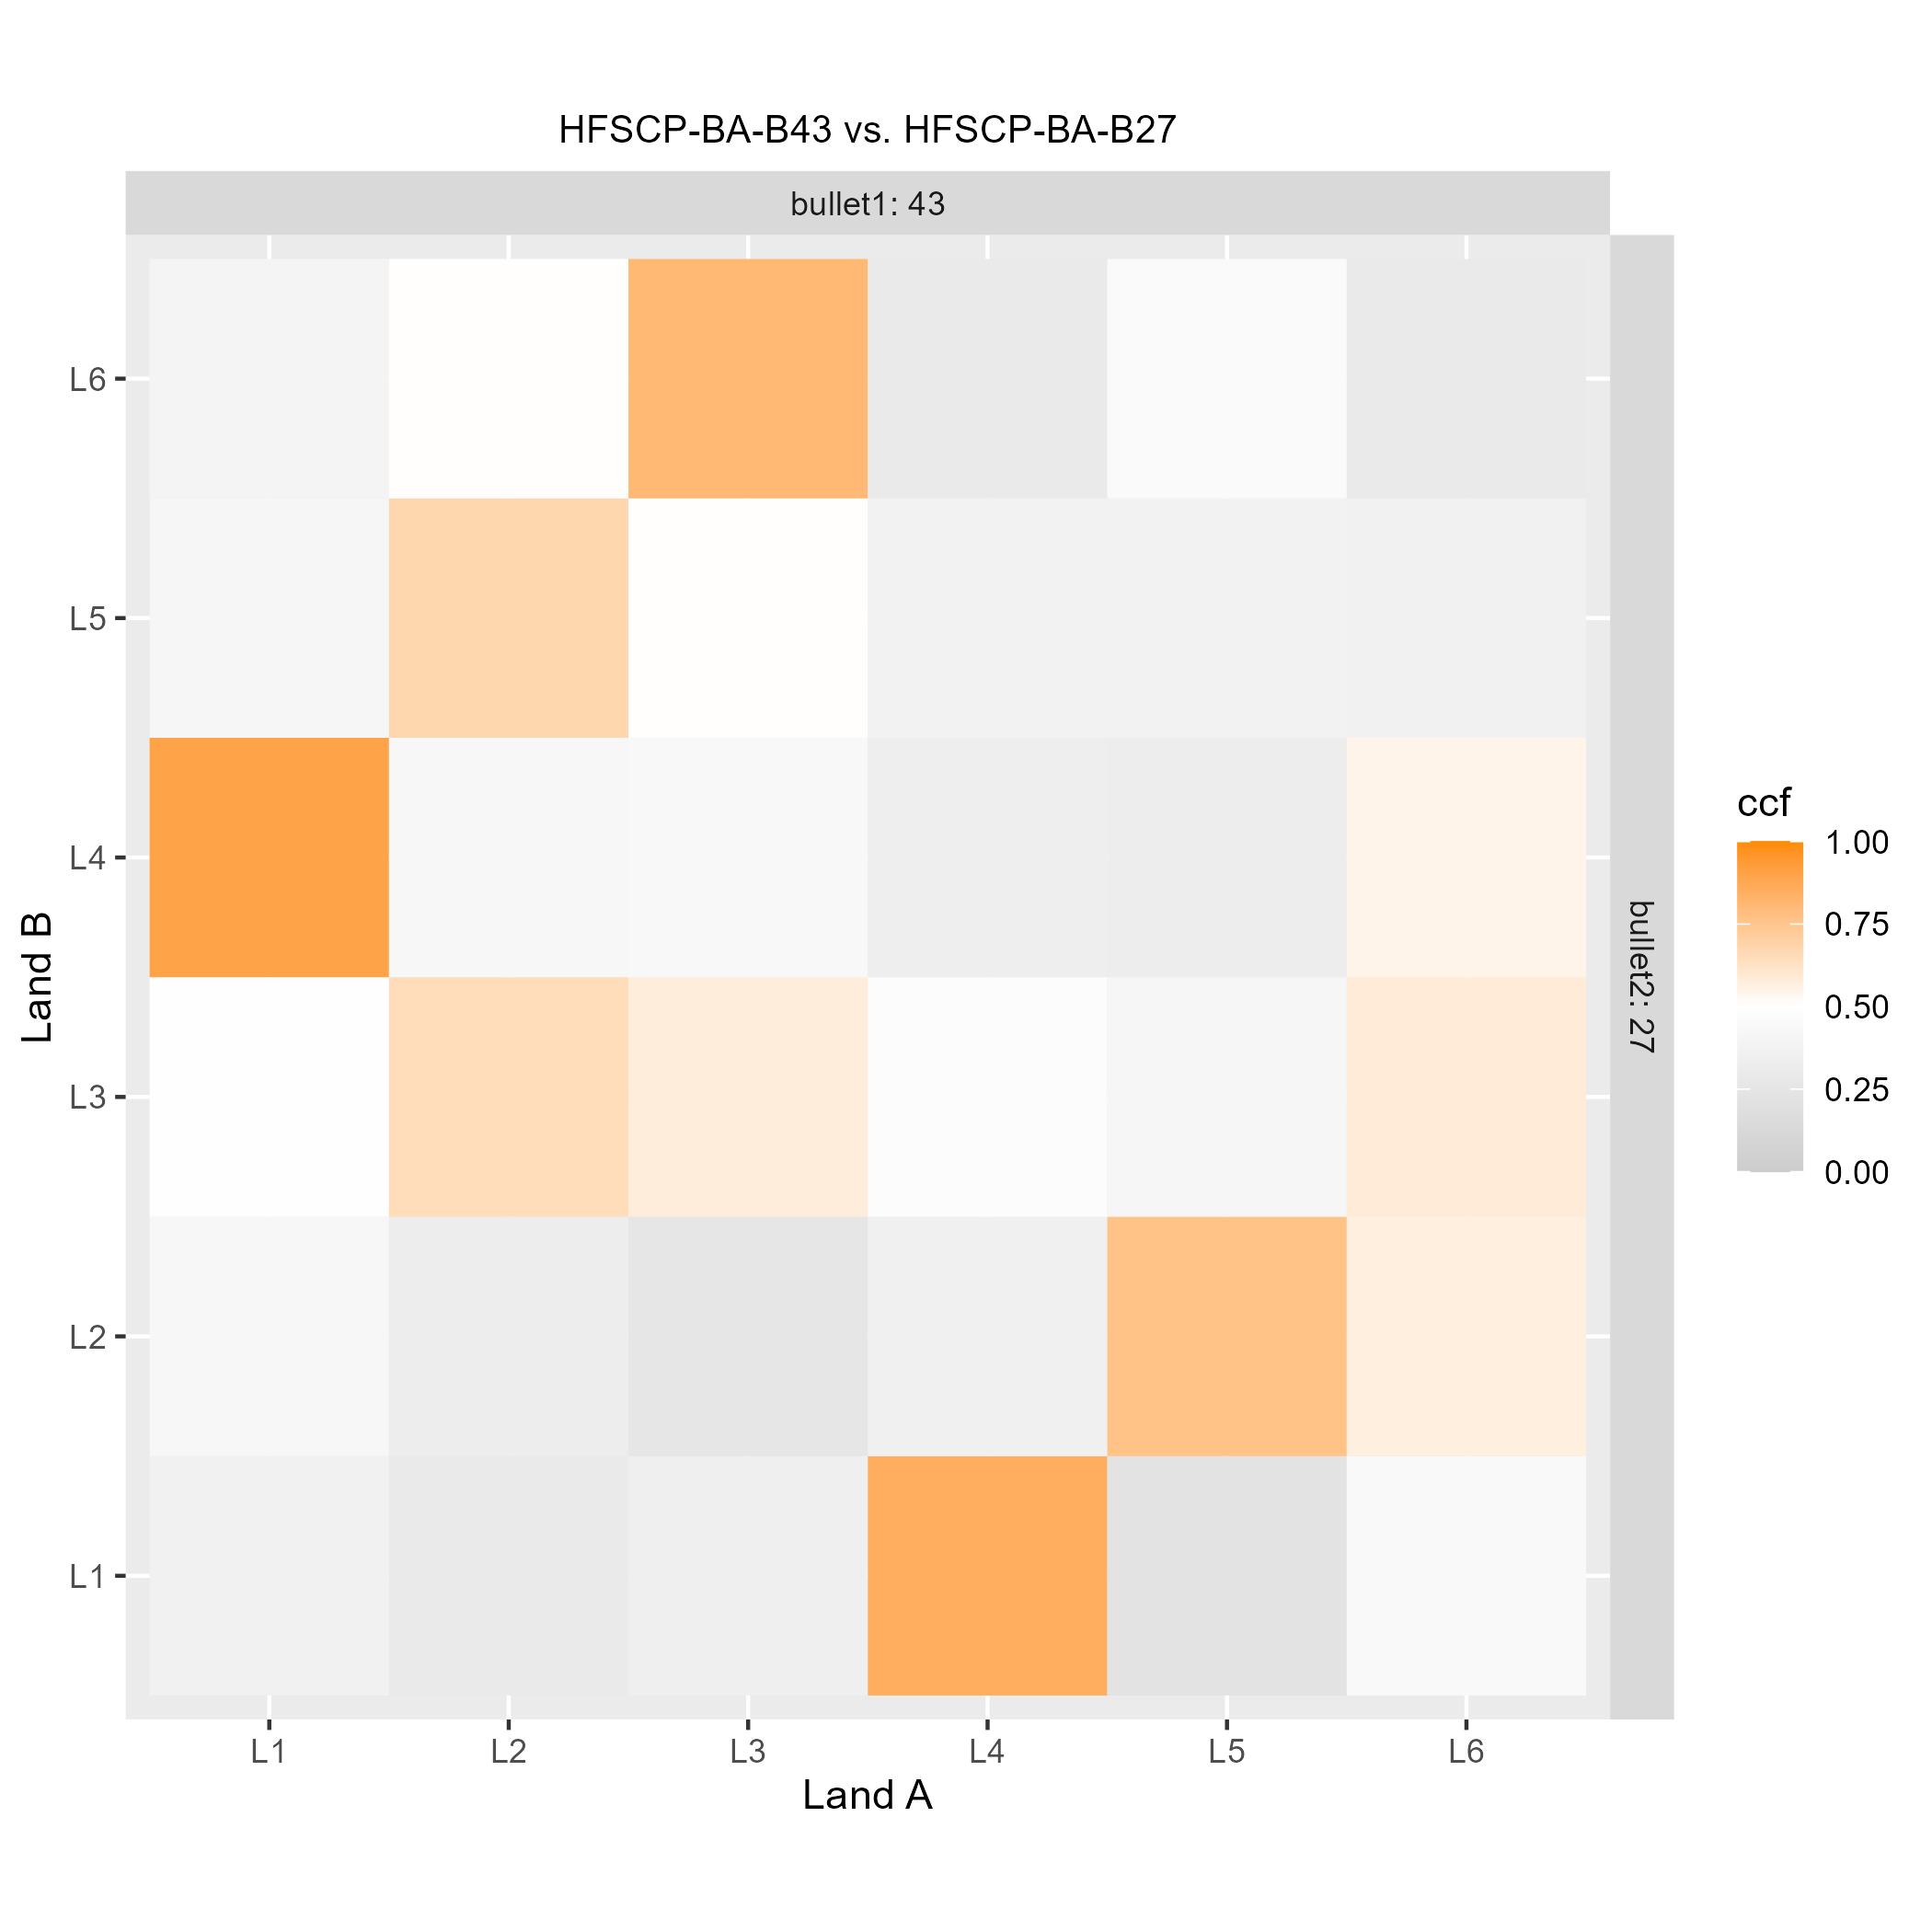 HFSCP-BA-B43 vs. HFSCP-BA-B27
bullet1: 43
L6
L5
L4
L3
L2
L1
Land B
bullet2: 27
L1 L2 L3 L4 L5 L6
Land A
ccf
1.00
0.75
0.50
0.25
0.00